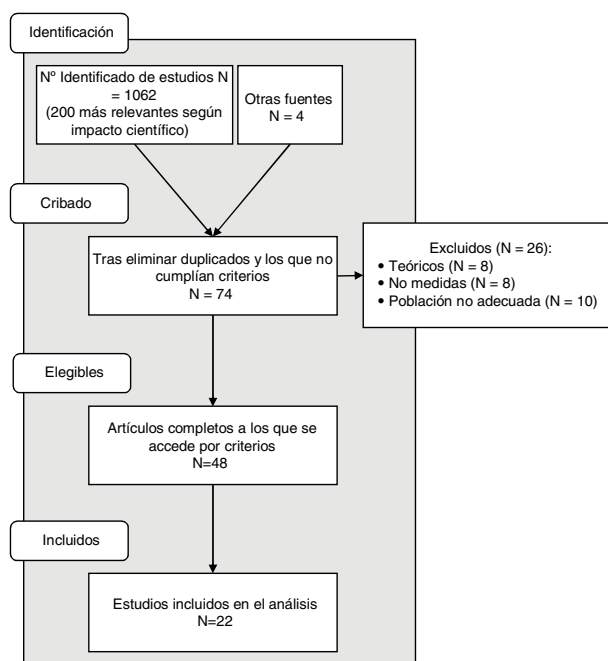 Identificación
Nº Identificado de estudios N
= 1062
(200 más relevantes según
impacto científico)
Otras fuentes
N = 4
Cribado
Tras eliminar duplicados y los que no
cumplían criterios
N = 74
Excluidos (N = 26):
• Teóricos (N = 8)
• No medidas (N = 8)
• Población no adecuada (N = 10)
Elegibles
Artículos completos a los que se
accede por criterios
N=48
Incluidos
Estudios incluidos en el análisis
N=22